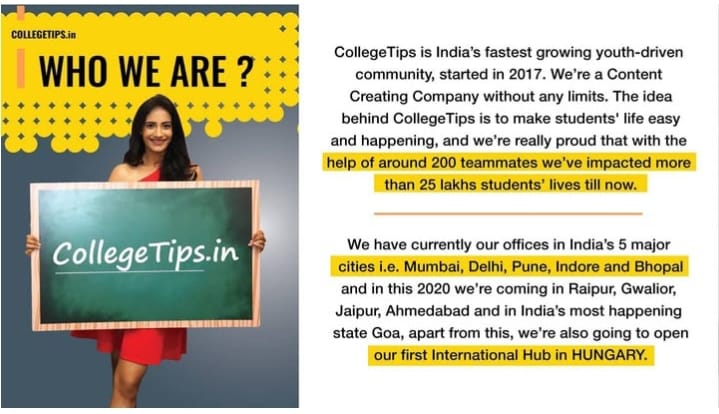 COLLEGETIPS.in
WHO WE ARE ?
CollegeTips.in
CollegeTips is India's fastest growing youth-driven
community, started in 2017. We're a Content
Creating Company without any limits. The idea
behind CollegeTips is to make students' life easy
and happening, and we're really proud that with the
help of around 200 teammates we've impacted more
than 25 lakhs students' lives till now.
We have currently our offices in India's 5 major
cities i.e. Mumbai, Delhi, Pune, Indore and Bhopal
and in this 2020 we're coming in Raipur, Gwalior,
Jaipur, Ahmedabad and in India's most happening
state Goa, apart from this, we're also going to open
our first International Hub in HUNGARY.